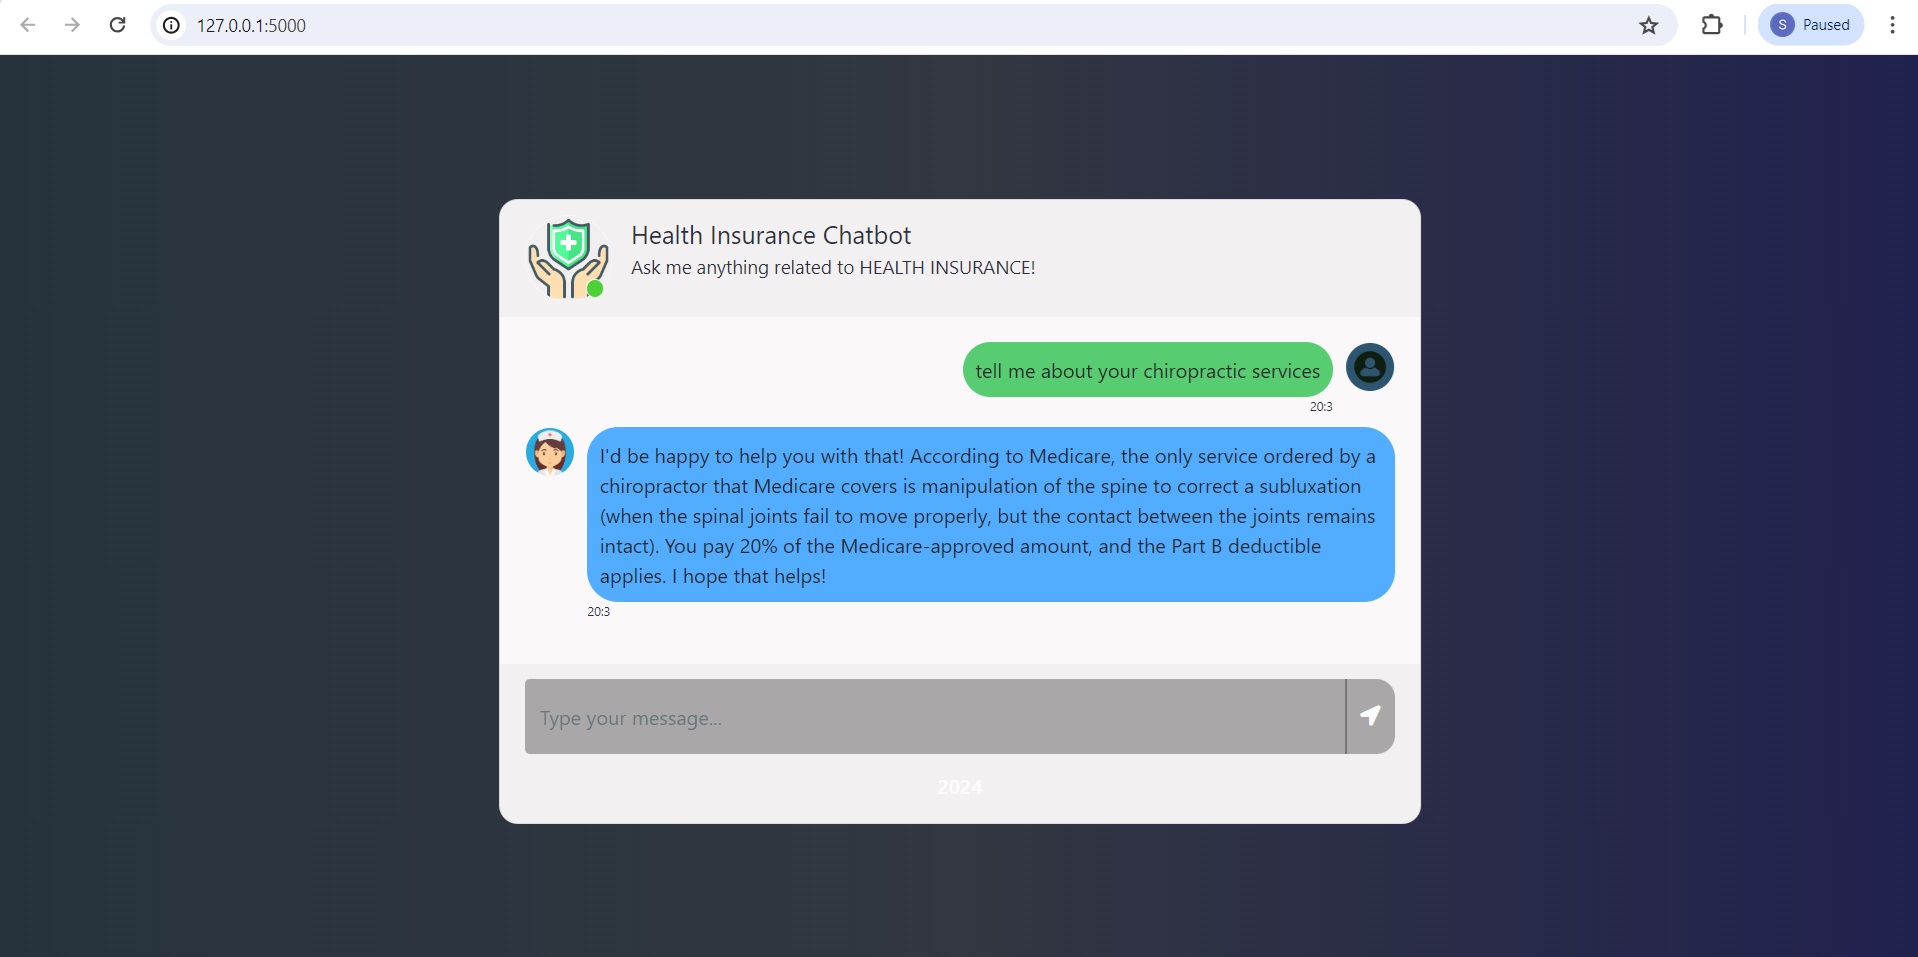 127.0.0.1:5000
S Paused
Health Insurance Chatbot
Ask me anything related to HEALTH INSURANCE!
tell me about your chiropractic services
20:3
I'd be happy to help you with that! According to Medicare, the only service ordered by a
chiropractor that Medicare covers is manipulation of the spine to correct a subluxation
(when the spinal joints fail to move properly, but the contact between the joints remains
intact). You pay 20% of the Medicare-approved amount, and the Part B deductible
applies. I hope that helps!
20:3
Type your message...
2024